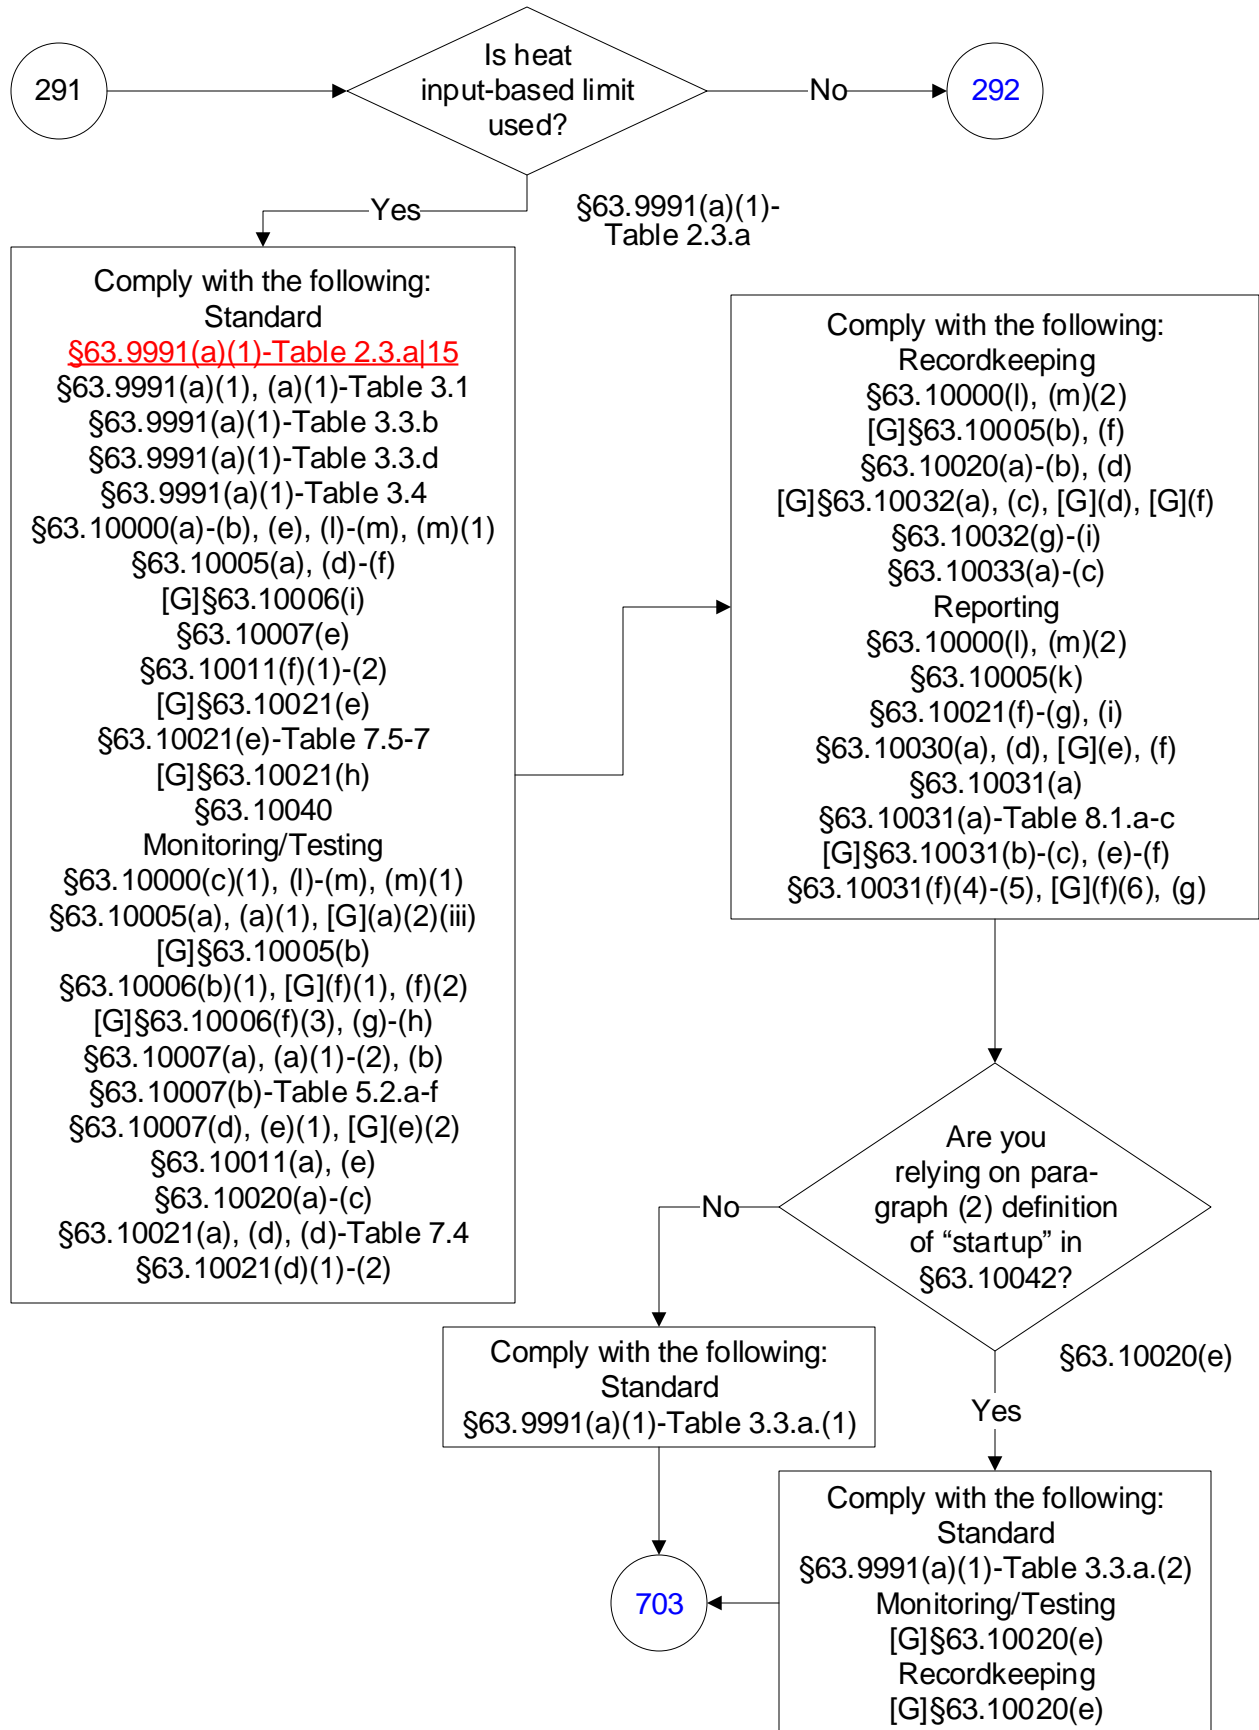 291
Is heat
input-based limit
used?
No
292
Yes
§63.9991(a)(1)-
Table 2.3.a
Comply with the following:
Standard
§63.9991(a)(1)-Table 2.3.a|15
§63.9991(a)(1), (a)(1)-Table 3.1
§63.9991(a)(1)-Table 3.3.b
§63.9991(a)(1)-Table 3.3.d
§63.9991(a)(1)-Table 3.4
§63.10000(a)-(b), (e), (l)-(m), (m)(1)
§63.10005(a), (d)-(f)
[G]§63.10006(i)
§63.10007(e)
§63.10011(f)(1)-(2)
[G]§63.10021(e)
§63.10021(e)-Table 7.5-7
[G]§63.10021(h)
§63.10040
Monitoring/Testing
§63.10000(c)(1), (l)-(m), (m)(1)
§63.10005(a), (a)(1), [G](a)(2)(iii)
[G]§63.10005(b)
§63.10006(b)(1), [G](f)(1), (f)(2)
[G]§63.10006(f)(3), (g)-(h)
§63.10007(a), (a)(1)-(2), (b)
§63.10007(b)-Table 5.2.a-f
§63.10007(d), (e)(1), [G](e)(2)
§63.10011(a), (e)
§63.10020(a)-(c)
§63.10021(a), (d), (d)-Table 7.4
§63.10021(d)(1)-(2)
Comply with the following:
Recordkeeping
§63.10000(l), (m)(2)
[G]§63.10005(b), (f)
§63.10020(a)-(b), (d)
[G]§63.10032(a), (c), [G](d), [G](f)
§63.10032(g)-(i)
§63.10033(a)-(c)
Reporting
§63.10000(l), (m)(2)
§63.10005(k)
§63.10021(f)-(g), (i)
§63.10030(a), (d), [G](e), (f)
§63.10031(a)
§63.10031(a)-Table 8.1.a-c
[G]§63.10031(b)-(c), (e)-(f)
§63.10031(f)(4)-(5), [G](f)(6), (g)
Are you
relying on para-
graph (2) definition
of “startup” in
§63.10042?
No
§63.10020(e)
Yes
Comply with the following:
Standard
§63.9991(a)(1)-Table 3.3.a.(1)
Comply with the following:
Standard
§63.9991(a)(1)-Table 3.3.a.(2)
Monitoring/Testing
[G]§63.10020(e)
Recordkeeping
[G]§63.10020(e)
703